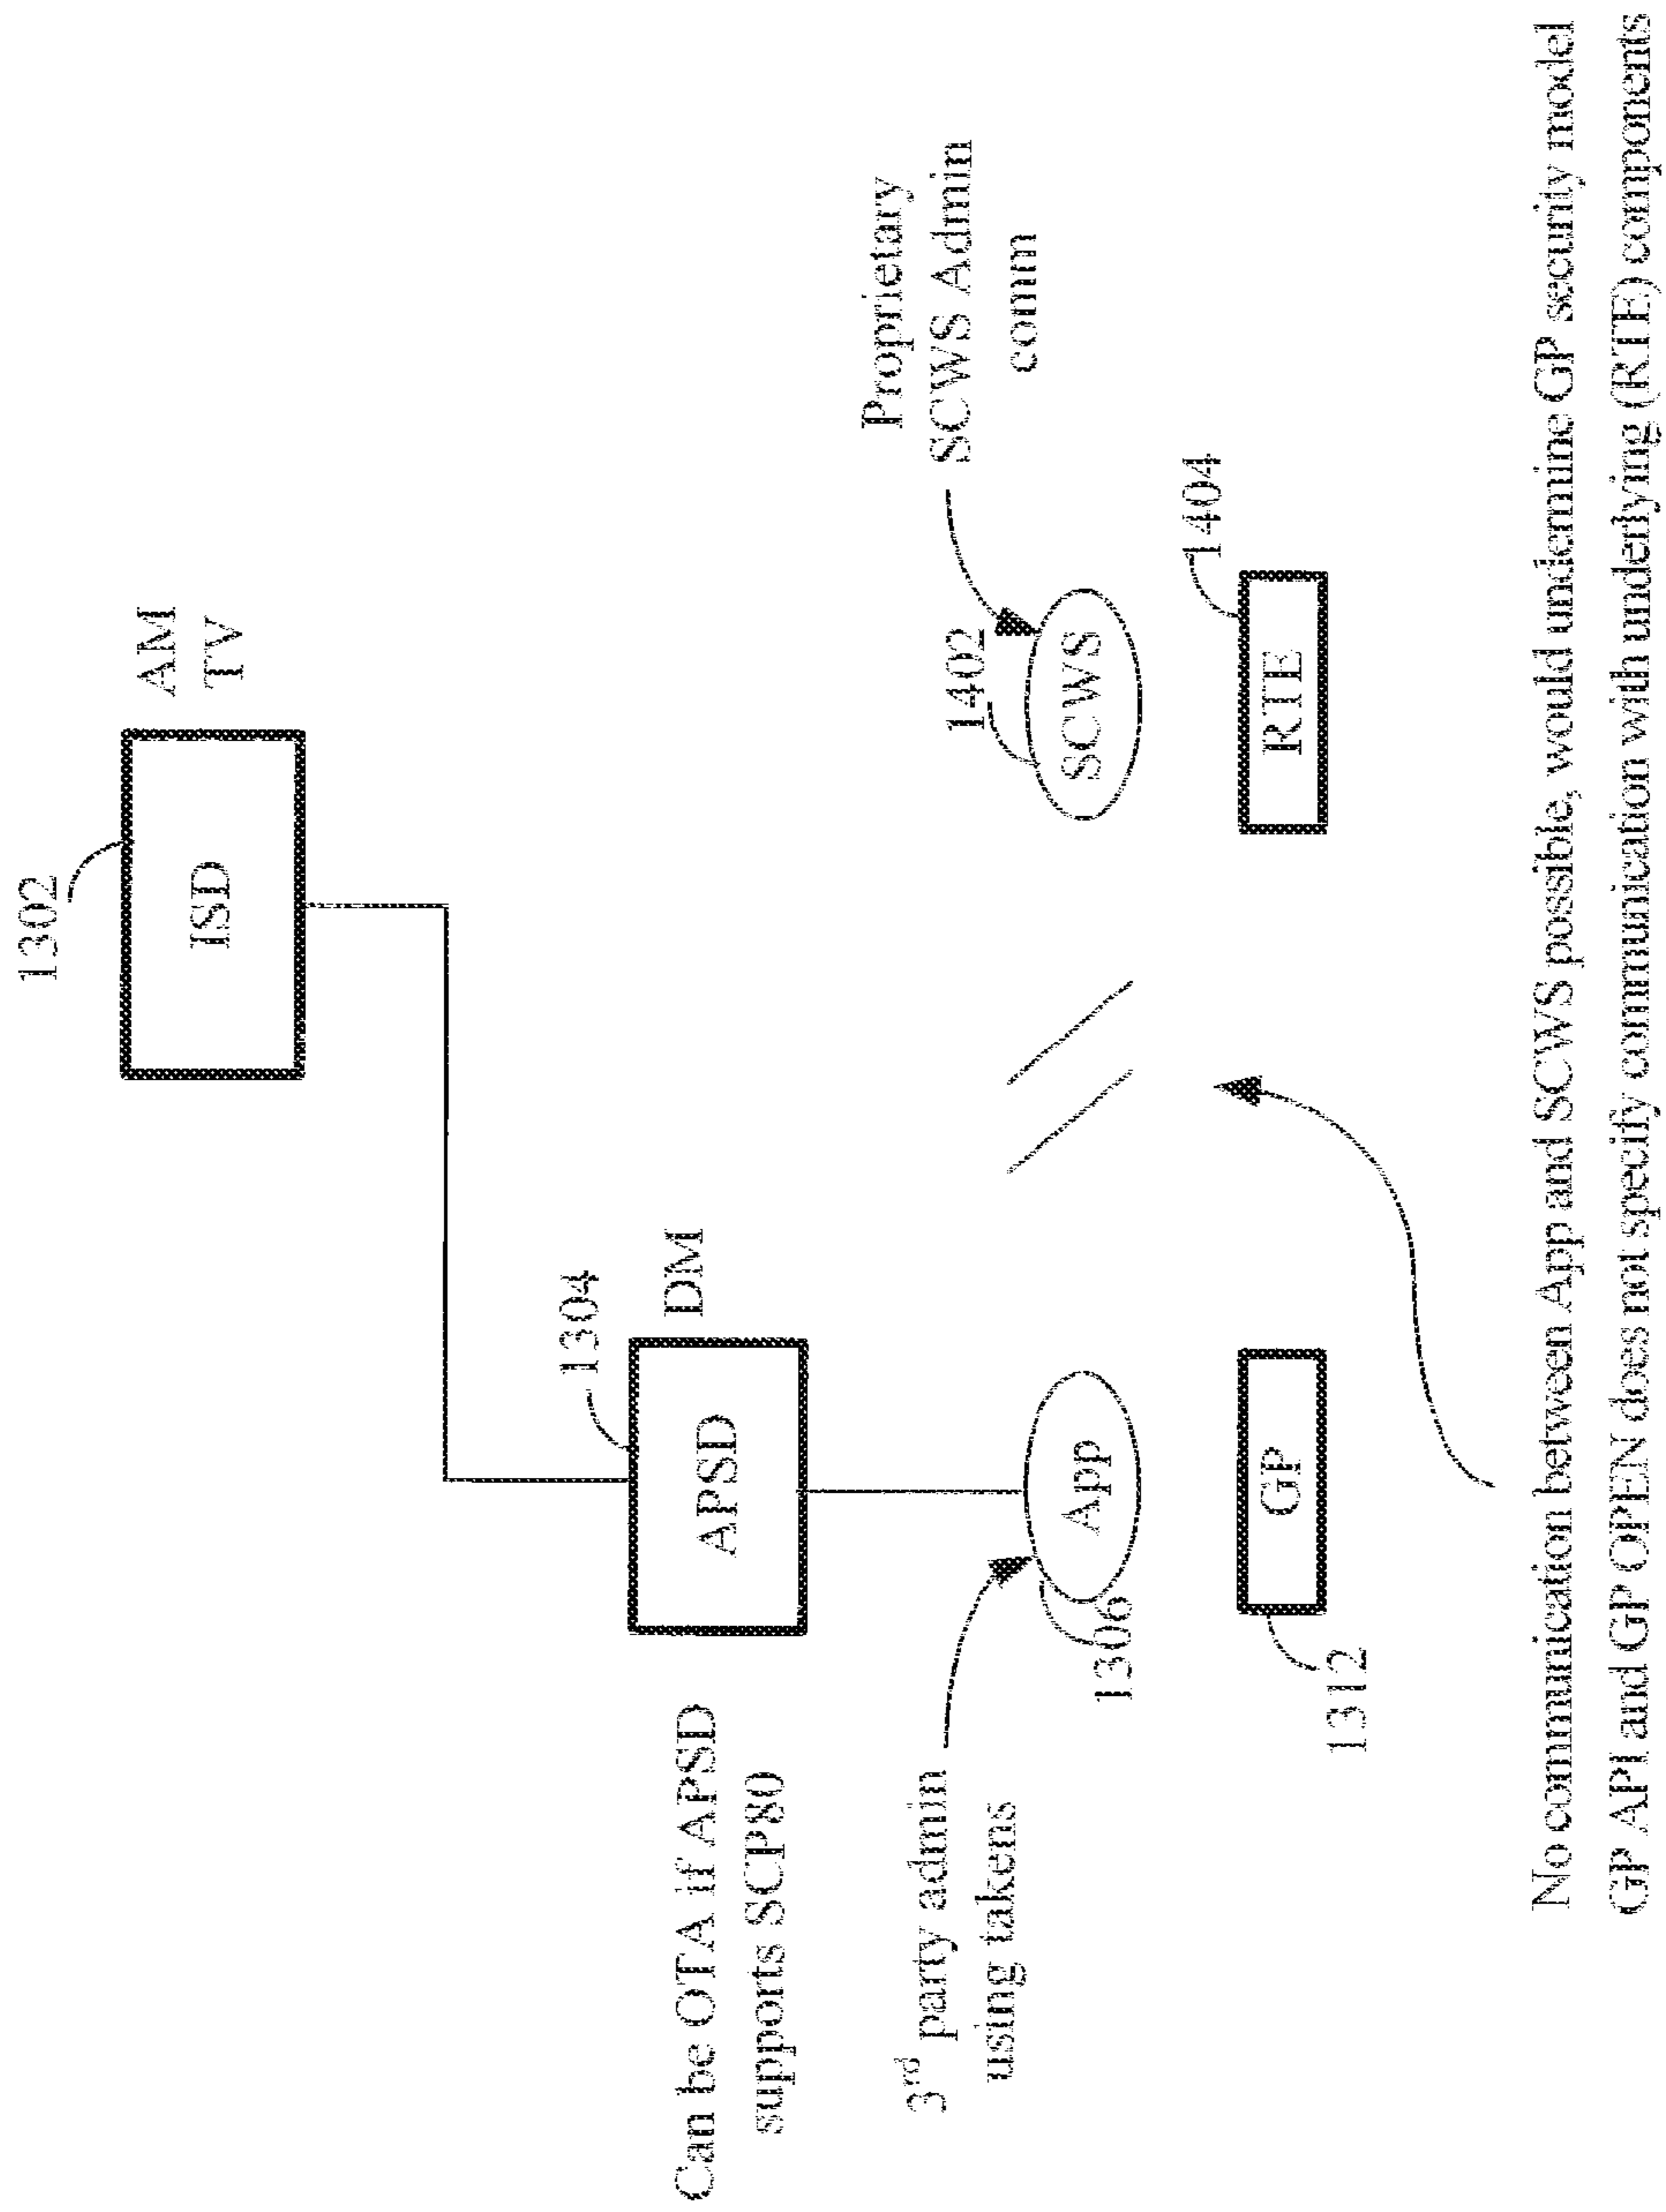 1302
ISD
AM
TV
1304
APSD
DM
Can be OTA if APSD
supports SCP80
3rd party admin
using takens
1306
App
1402
SCWS
Proprietary
SCWS Admin
comm
1312
GP
1404
RTE
No communication between App and SCWS possible, would undermine GP security model
GP API and GP OPEN does not specify communication with underlying (RTE) components